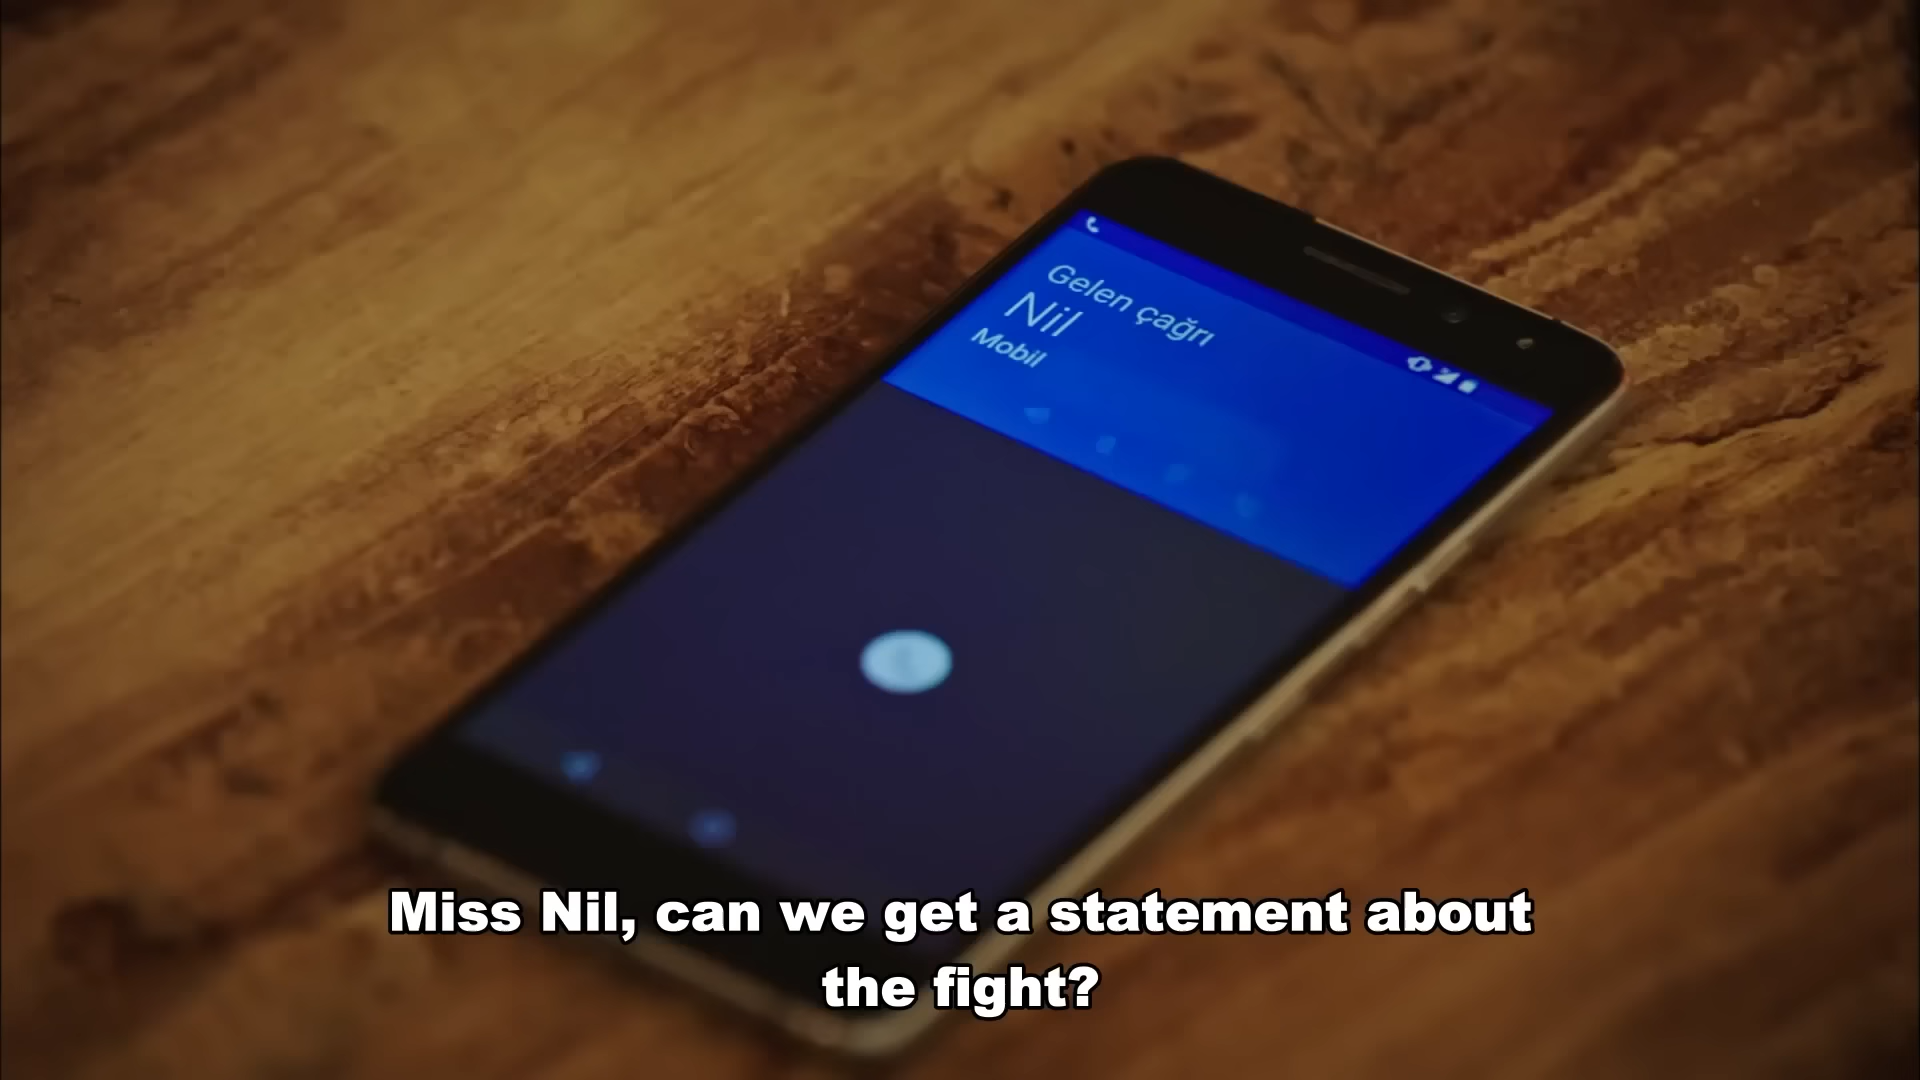 Gelen çağrı
Nil
Mobil
Miss Nil, can we get a statement about
the fight?